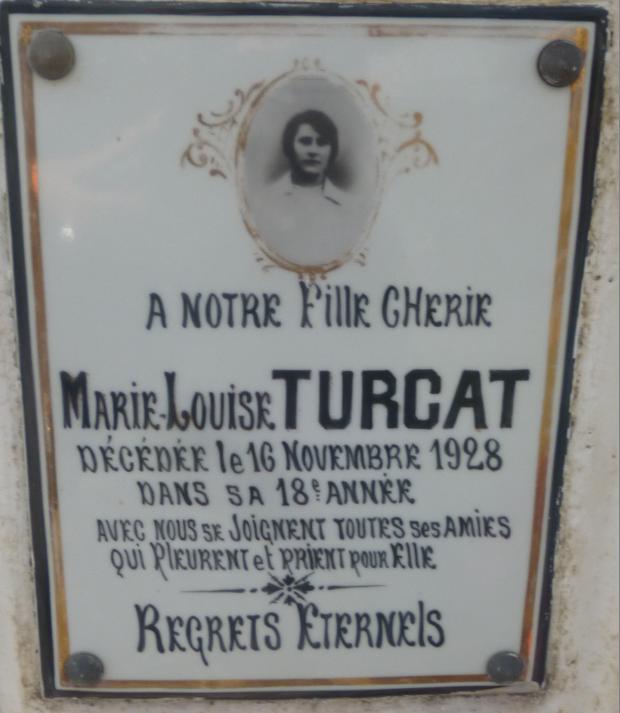 A NOTRE FillE CHERiE
MARiE-LOUiSE TURCAT
DÉCÉDÉE le 16 NOVEMBRE 1928
DANS SA 18e ANNÉE
AVEC NOUS SE JOiGNENT TOUTES SES AMiES
QUi PLEURENT et PRiENT POUR EllE
REGRETS ETERNElS